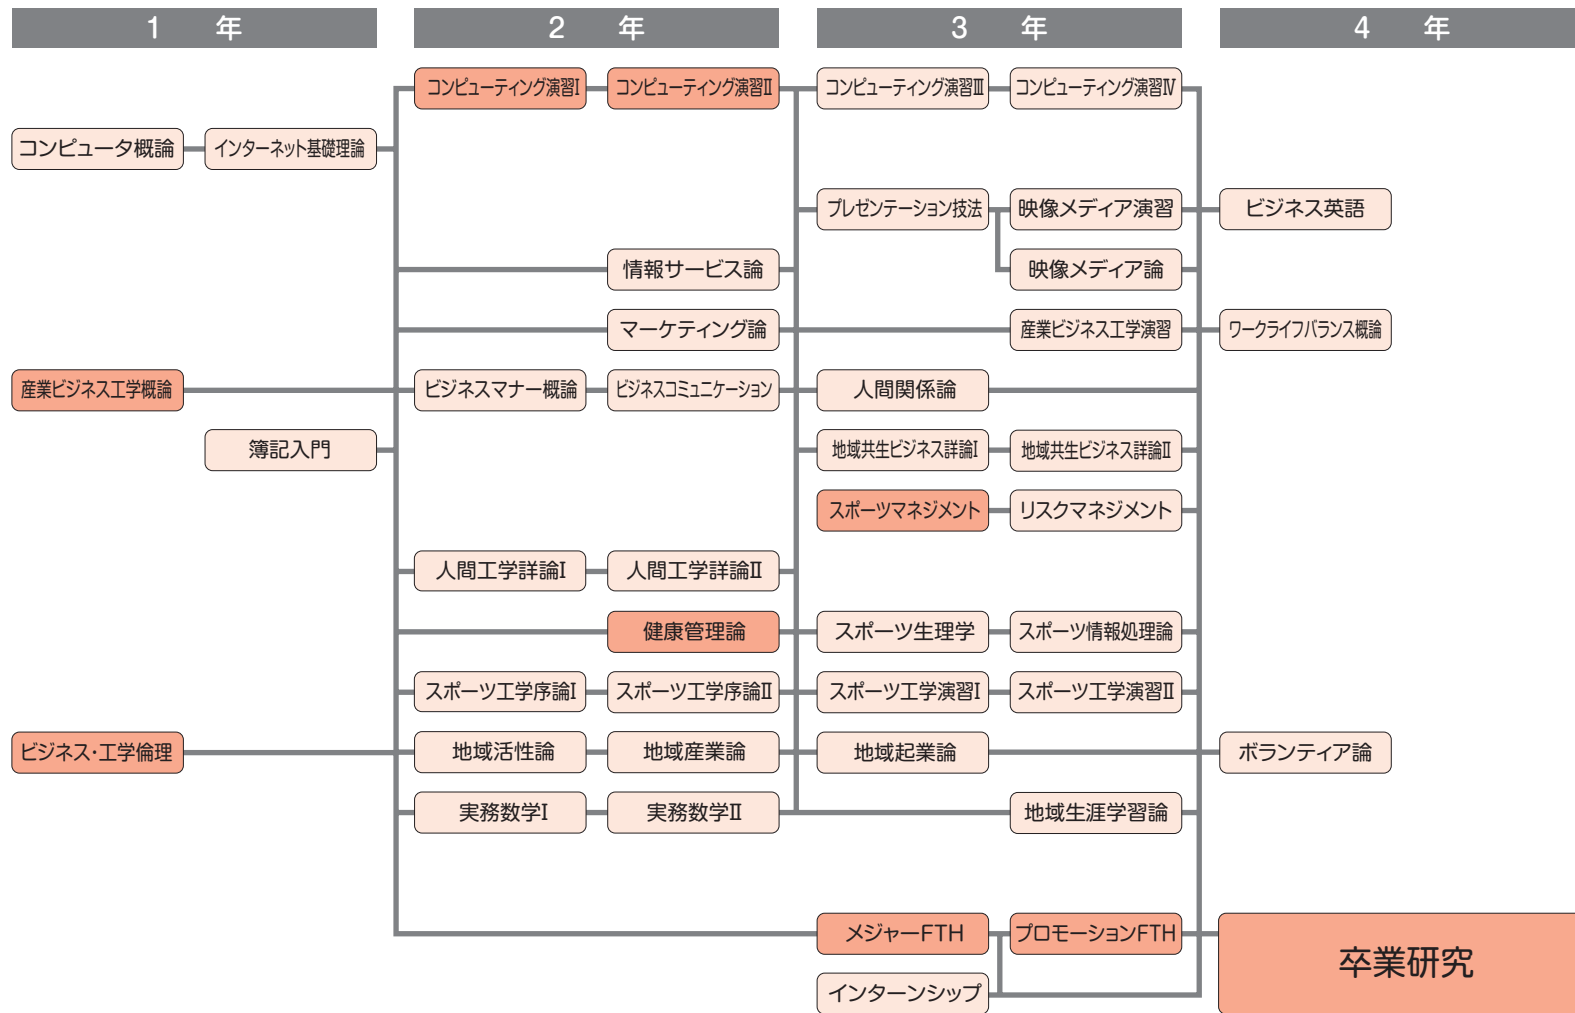 1 年
2 年
3 年
4 年
コンピューティング演習Ⅰ
コンピューティング演習Ⅱ
コンピューティング演習Ⅲ
コンピューティング演習Ⅳ
コンピュータ概論
インターネット基礎理論
プレゼンテーション技法
映像メディア演習
ビジネス英語
情報サービス論
映像メディア論
マーケティング論
産業ビジネス工学演習
ワークライフバランス概論
産業ビジネス工学概論
ビジネスマナー概論
ビジネスコミュニケーション
人間関係論
簿記入門
地域共生ビジネス詳論Ⅰ
地域共生ビジネス詳論Ⅱ
スポーツマネジメント
リスクマネジメント
人間工学詳論Ⅰ
人間工学詳論Ⅱ
健康管理論
スポーツ生理学
スポーツ情報処理論
スポーツ工学序論Ⅰ
スポーツ工学序論Ⅱ
スポーツ工学演習Ⅰ
スポーツ工学演習Ⅱ
ビジネス・工学倫理
地域活性論
地域産業論
地域起業論
ボランティア論
実務数学Ⅰ
実務数学Ⅱ
地域生涯学習論
メジャーFTH
プロモーションFTH
卒業研究
インターンシップ